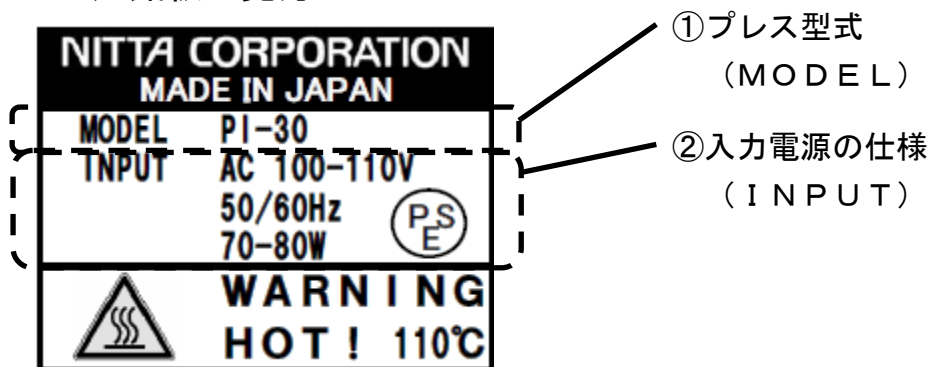 NITTA CORPORATION
MADE IN JAPAN
MODEL PI-30
INPUT AC 100-110V
50/60Hz
70-80W
PSE
WARNING
HOT! 110℃
①プレス型式
(MODEL)
②入力電源の仕様
(INPUT)